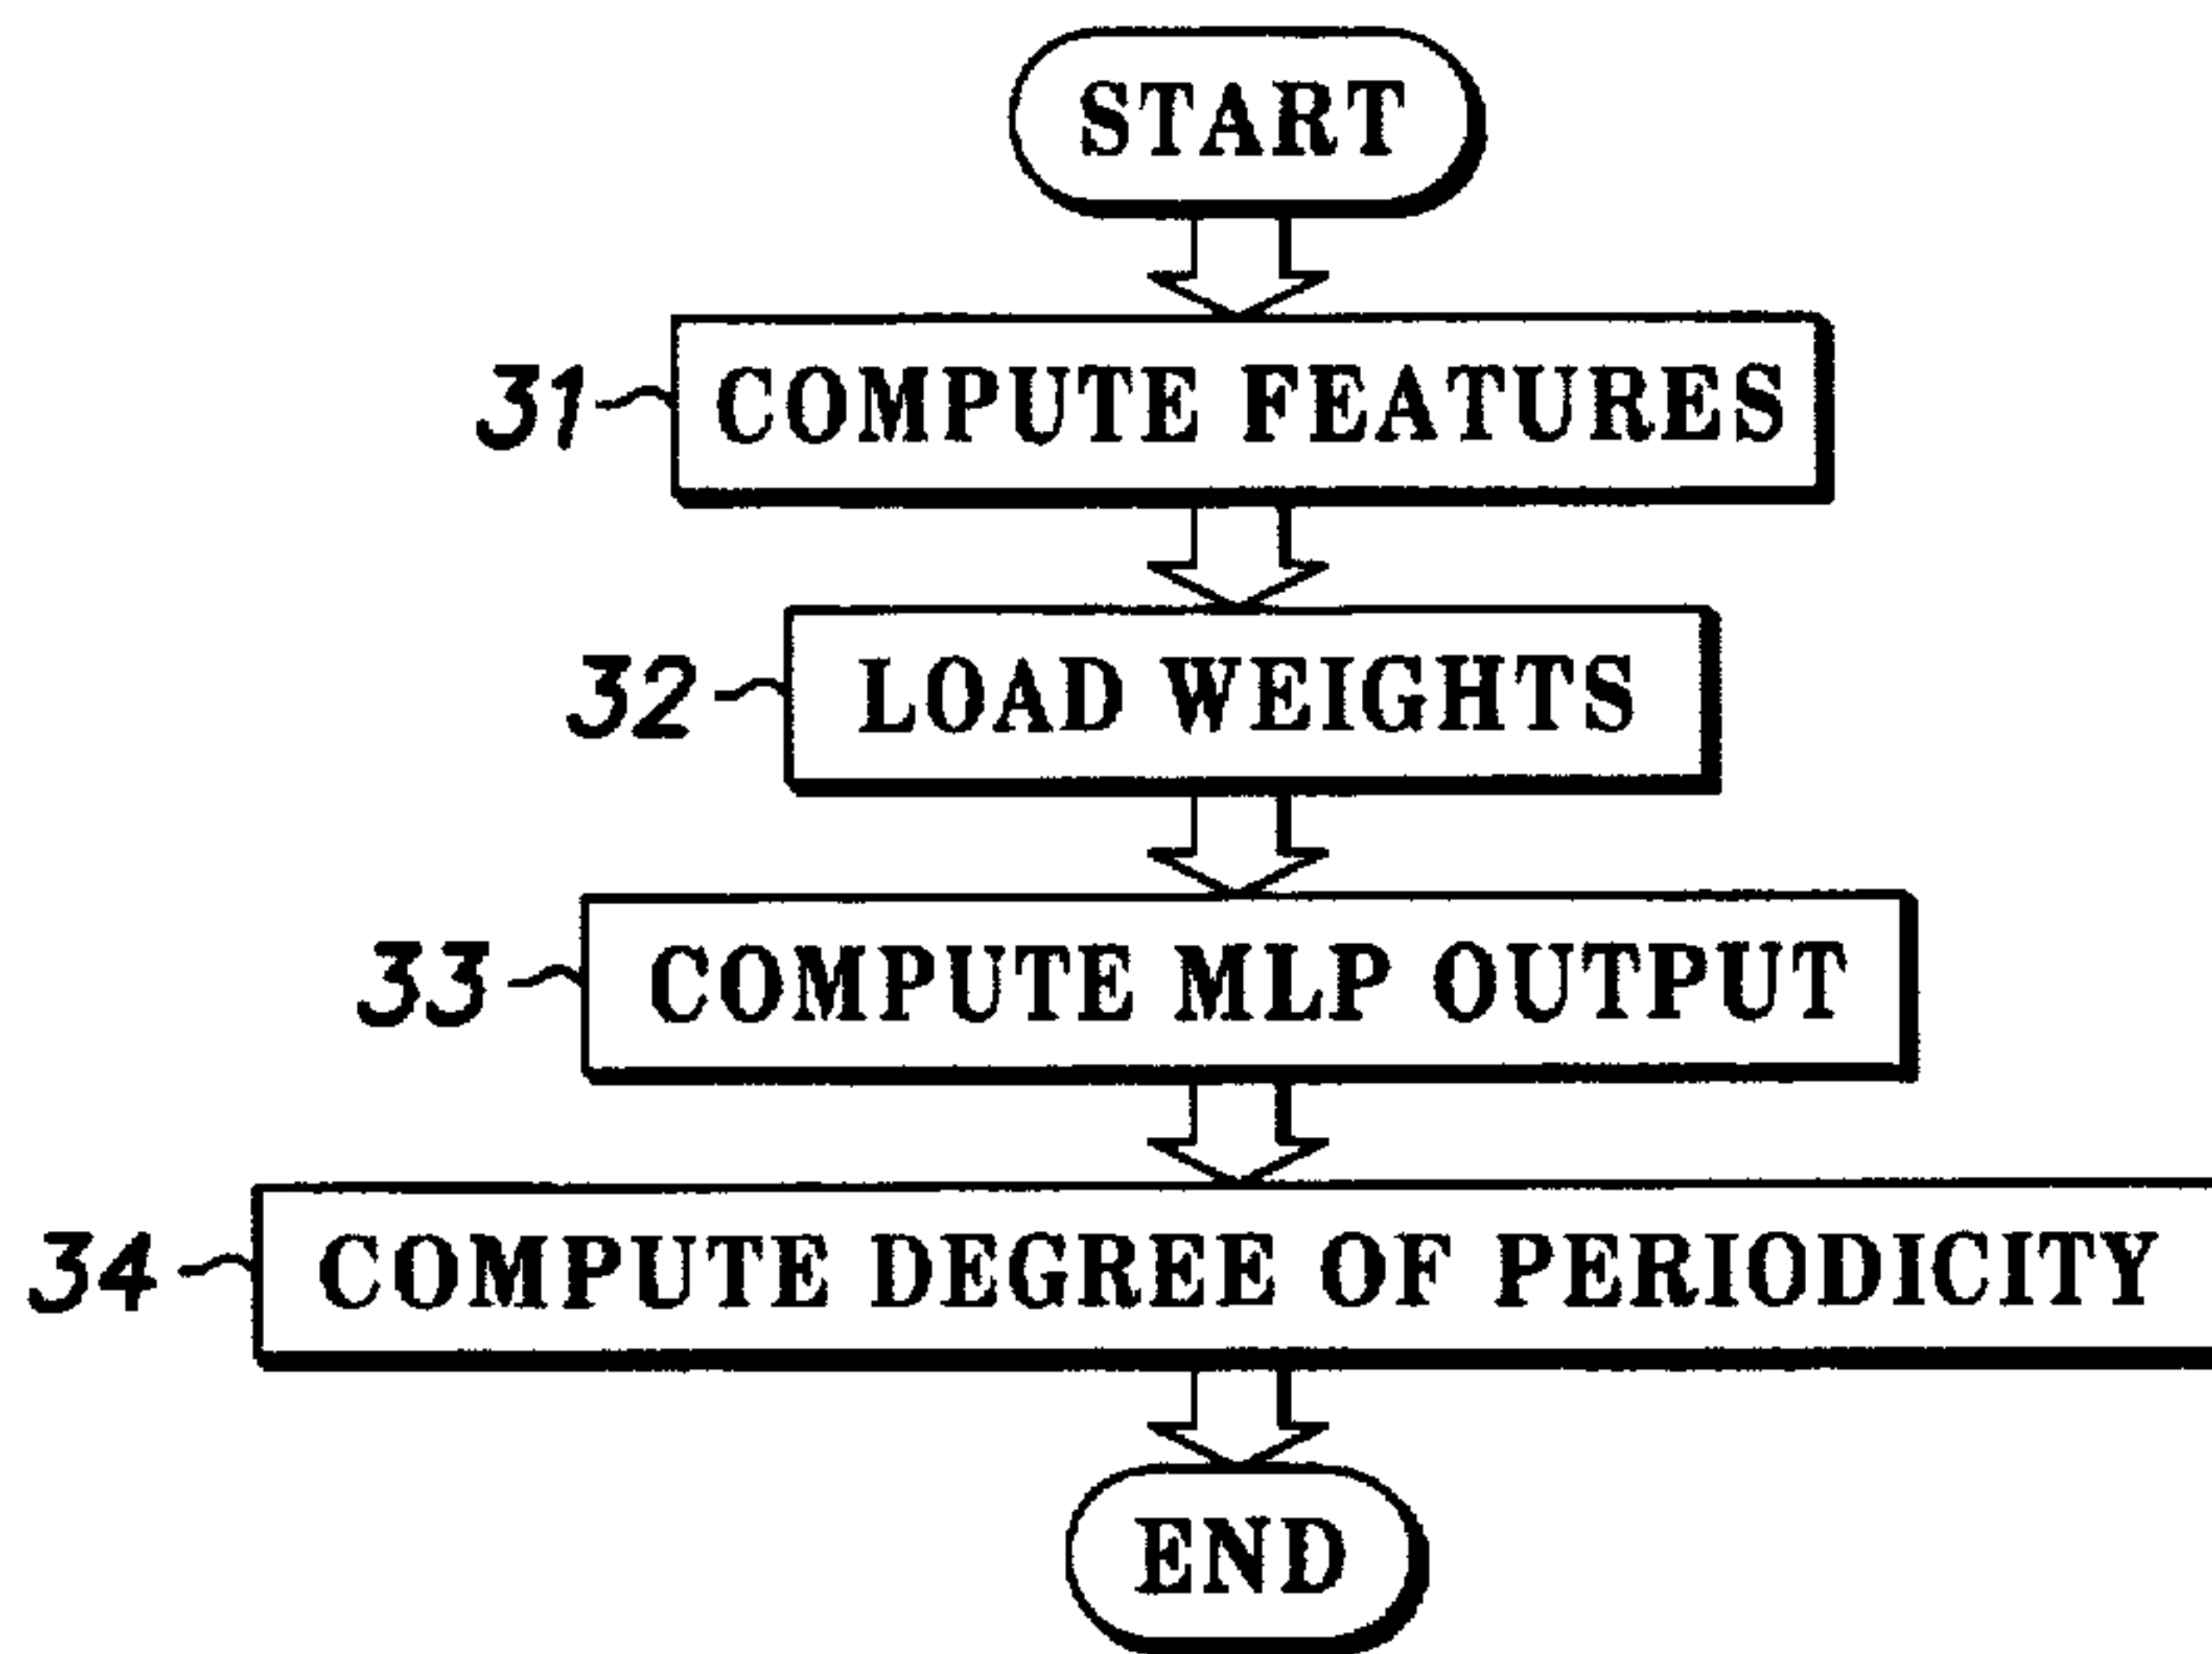 START
31 COMPUTE FEATURES
32 LOAD WEIGHTS
33 COMPUTE MLP OUTPUT
34 COMPUTE DEGREE OF PERIODICITY
END